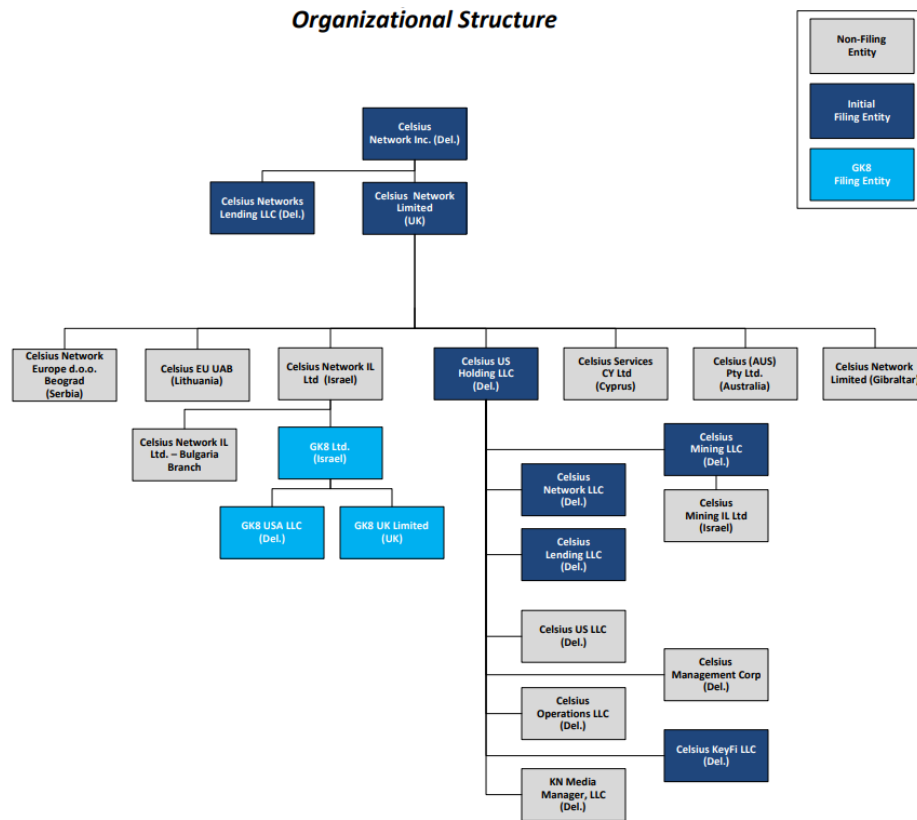 Organizational Structure
Non-Filing
Entity
Initial
Filing Entity
GK8
Filing Entity
Celsius
Network Inc. (Del.)
Celsius Networks
Lending LLC (Del.)
Celsius Network
Limited
(UK)
Celsius Network
Europe d.o.o.
Beograd
(Serbia)
Celsius EU UAB
(Lithuania)
Celsius Network IL
Ltd (Israel)
Celsius US
Holding LLC
(Del.)
Celsius Services
CY Ltd
(Cyprus)
Celsius (AUS)
Pty Ltd.
(Australia)
Celsius Network
Limited (Gibraltar)
Celsius Network IL
Ltd. – Bulgaria
Branch
GK8 Ltd.
(Israel)
GK8 USA LLC
(Del.)
GK8 UK Limited
(UK)
Celsius
Mining LLC
(Del.)
Celsius
Network LLC
(Del.)
Celsius
Mining IL Ltd
(Israel)
Celsius
Lending LLC
(Del.)
Celsius US LLC
(Del.)
Celsius
Management Corp
(Del.)
Celsius
Operations LLC
(Del.)
Celsius KeyFi LLC
(Del.)
KN Media
Manager, LLC
(Del.)